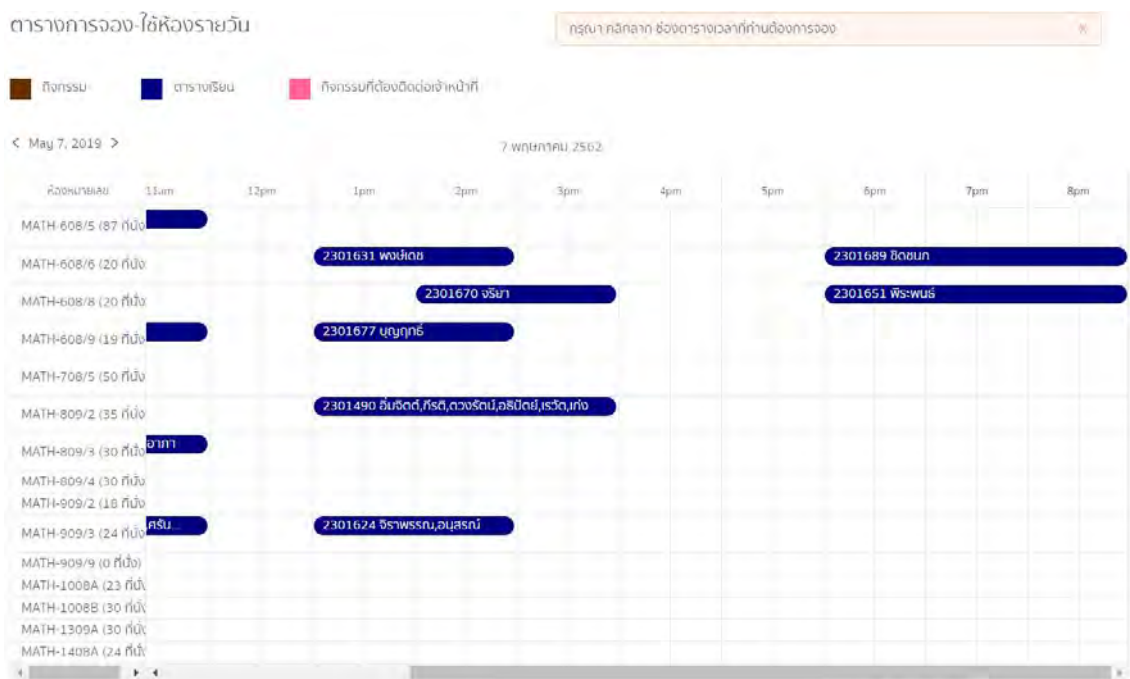 ตารางการจอง-ใช้ห้องรายวัน
กรุณา คลิกลาก ช่องตารางเวลาที่ท่านต้องการจอง ×
กิจกรรม ตารางเรียน กิจกรรมที่ต้องติดต่อเจ้าหน้าที่
< May 7, 2019 >
7 พฤษภาคม 2562
ห้องหมายเลข 11am 12pm 1pm 2pm 3pm 4pm 5pm 6pm 7pm 8pm
MATH-608/5 (87 ที่นั่ง
MATH-608/6 (20 ที่นั่ง 2301631 พงษ์เดช 2301689 ชิดชนก
MATH-608/8 (20 ที่นั่ง 2301670 จริยา 2301651 พีระพนธ์
MATH-608/9 (19 ที่นั่ง 2301677 บุญฤทธิ์
MATH-708/5 (50 ที่นั่ง
MATH-809/2 (35 ที่นั่ง 2301490 อิ่มจิตต์,กีรติ,ดวงรัตน์,อธิปัตย์,เรวัต,เก่ง
MATH-809/3 (30 ที่นั่ง อาภา
MATH-809/4 (30 ที่นั่ง
MATH-909/2 (18 ที่นั่ง
MATH-909/3 (24 ที่นั่ง ศรัน... 2301624 จิราพรรณ,อนุสรณ์
MATH-909/9 (0 ที่นั่ง)
MATH-1008A (23 ที่นั่
MATH-1008B (30 ที่นั่
MATH-1309A (30 ที่นั่
MATH-1408A (24 ที่นั่